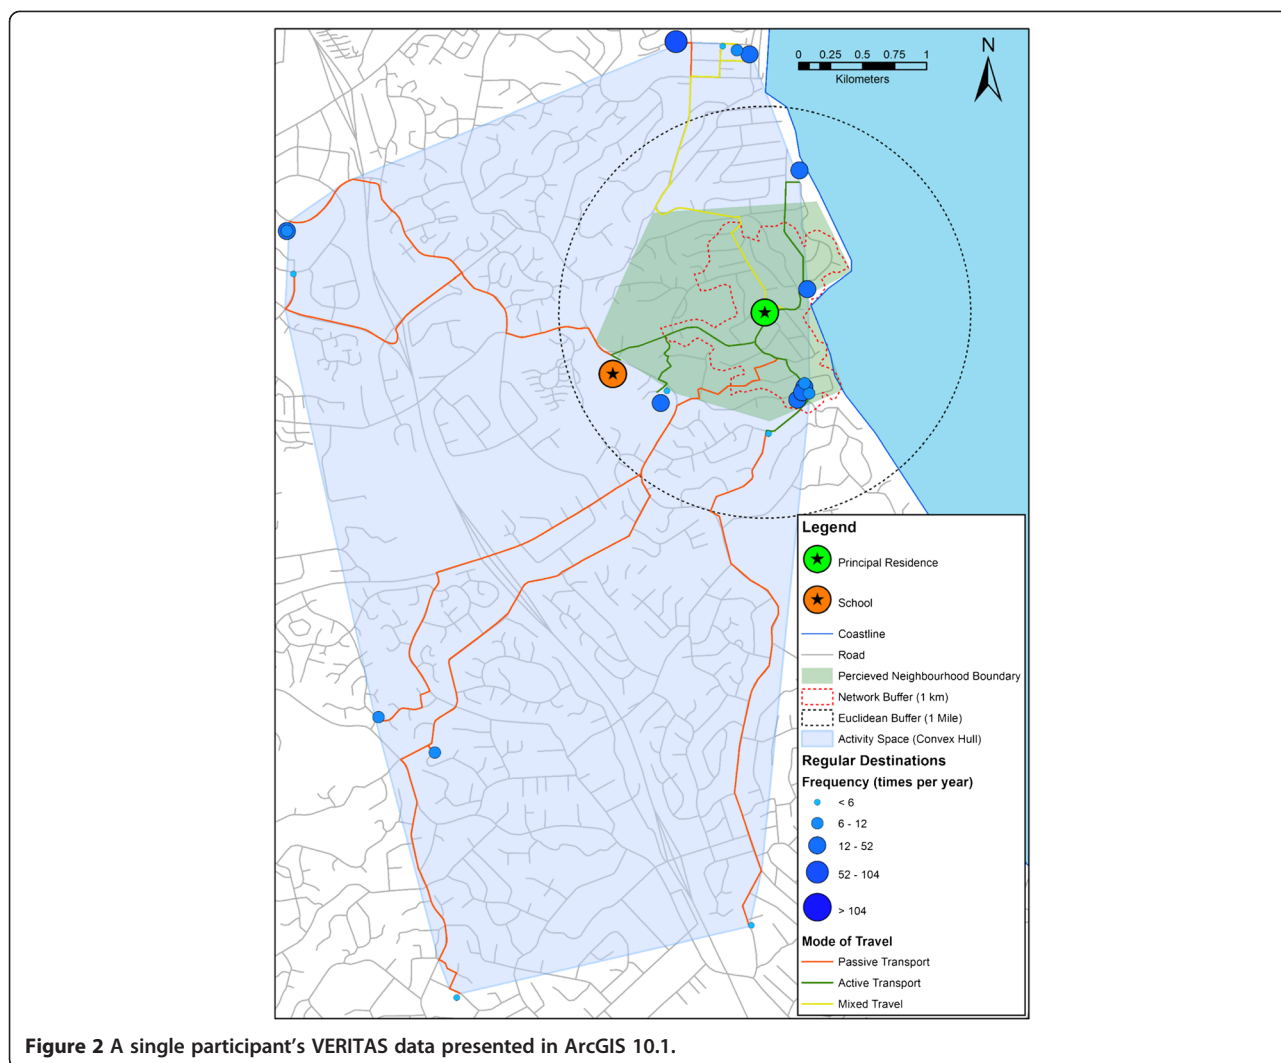 0 0.25 0.5 0.75 1
Kilometers
N
Legend
Principal Residence
School
Coastline
Road
Percieved Neighbourhood Boundary
Network Buffer (1 km)
Euclidean Buffer (1 Mile)
Activity Space (Convex Hull)
Regular Destinations
Frequency (times per year)
< 6
6 - 12
12 - 52
52 - 104
> 104
Mode of Travel
Passive Transport
Active Transport
Mixed Travel
Figure 2 A single participant's VERITAS data presented in ArcGIS 10.1.